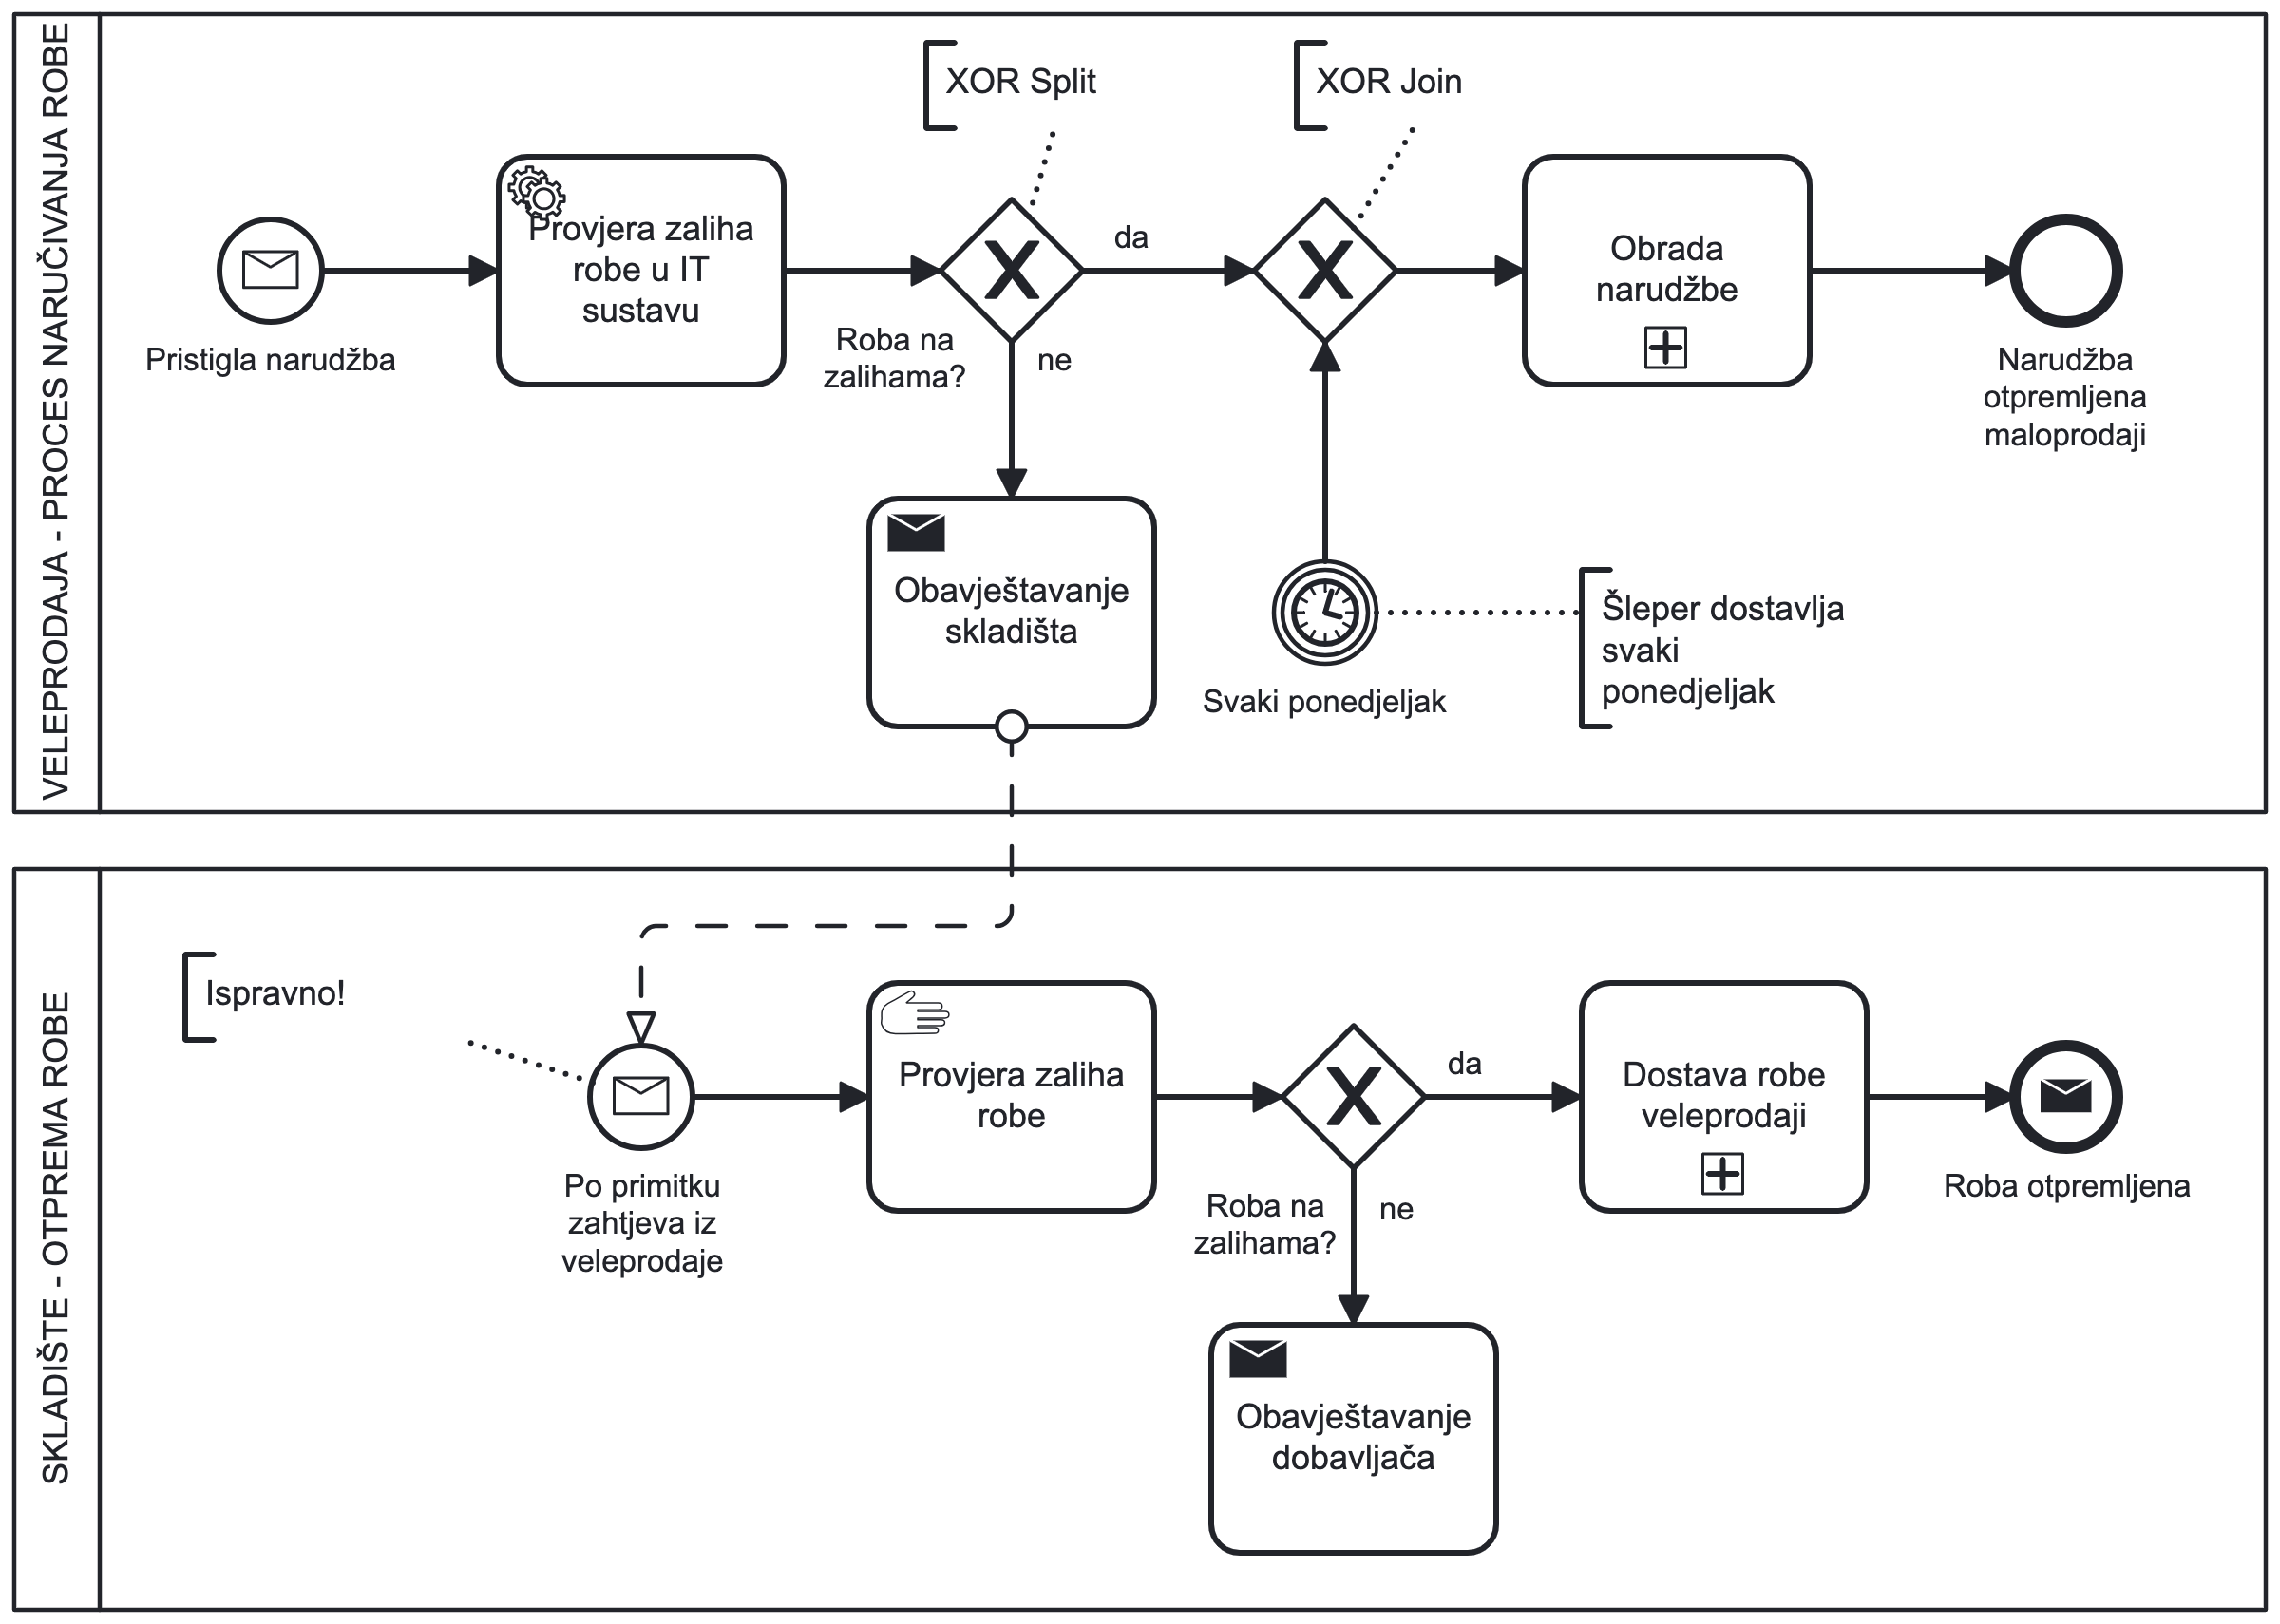 VELEPRODAJA - PROCES NARUČIVANJA ROBE
XOR Split
XOR Join
Pristigla narudžba
Provjera zaliha
robe u IT
sustavu
Roba na
zalihama?
da
ne
Obrada
narudžbe
Narudžba
otpremljena
maloprodaji
Obavještavanje
skladišta
Svaki ponedjeljak
Šleper dostavlja
svaki
ponedjeljak
SKLADIŠTE - OTPREMA ROBE
Ispravno!
Po primitku
zahtjeva iz
veleprodaje
Provjera zaliha
robe
Roba na
zalihama?
da
ne
Dostava robe
veleprodaji
Roba otpremljena
Obavještavanje
dobavljača